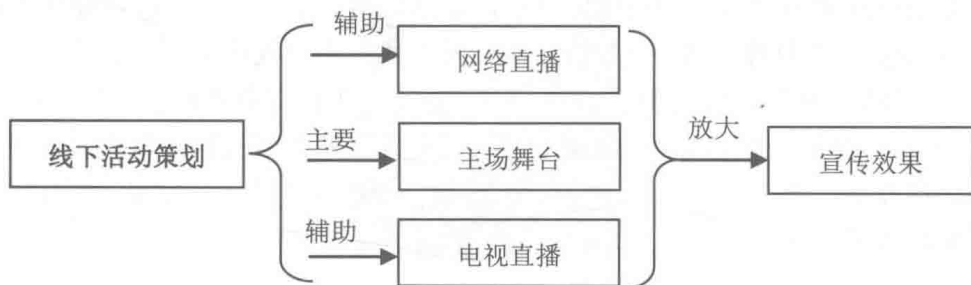 辅助
网络直播
线下活动策划
主要
主场舞台
放大
宣传效果
辅助
电视直播